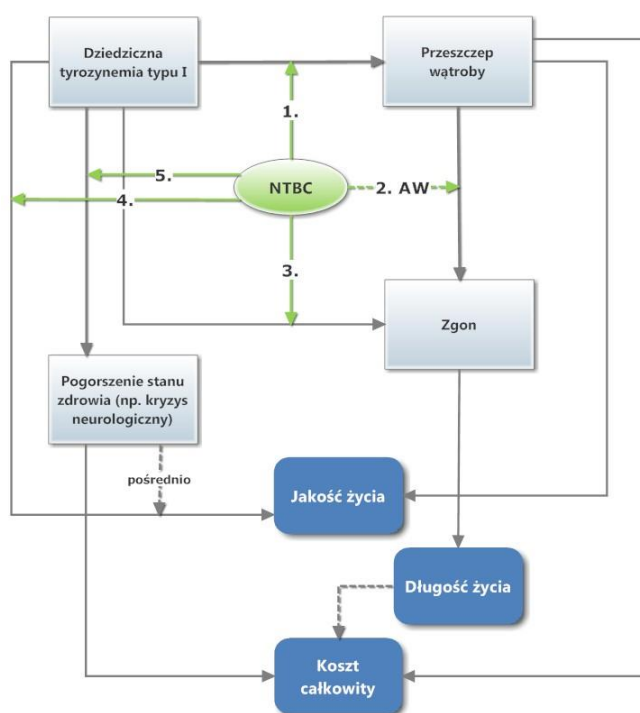 Dziedziczna
tyrozynemia typu I
Przeszczep
wątroby
1.
5.
NTBC
2. AW
4.
3.
Zgon
Pogorszenie stanu
zdrowia (np. kryzys
neurologiczny)
pośrednio
Jakość życia
Długość życia
Koszt
całkowity